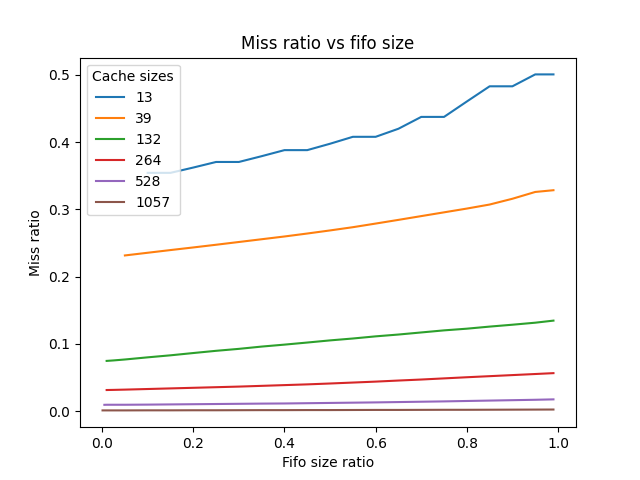 Miss ratio vs fifo size
Cache sizes
13
39
132
264
528
1057
0.5
0.4
0.3
0.2
0.1
0.0
Miss ratio
0.0 0.2 0.4 0.6 0.8 1.0
Fifo size ratio